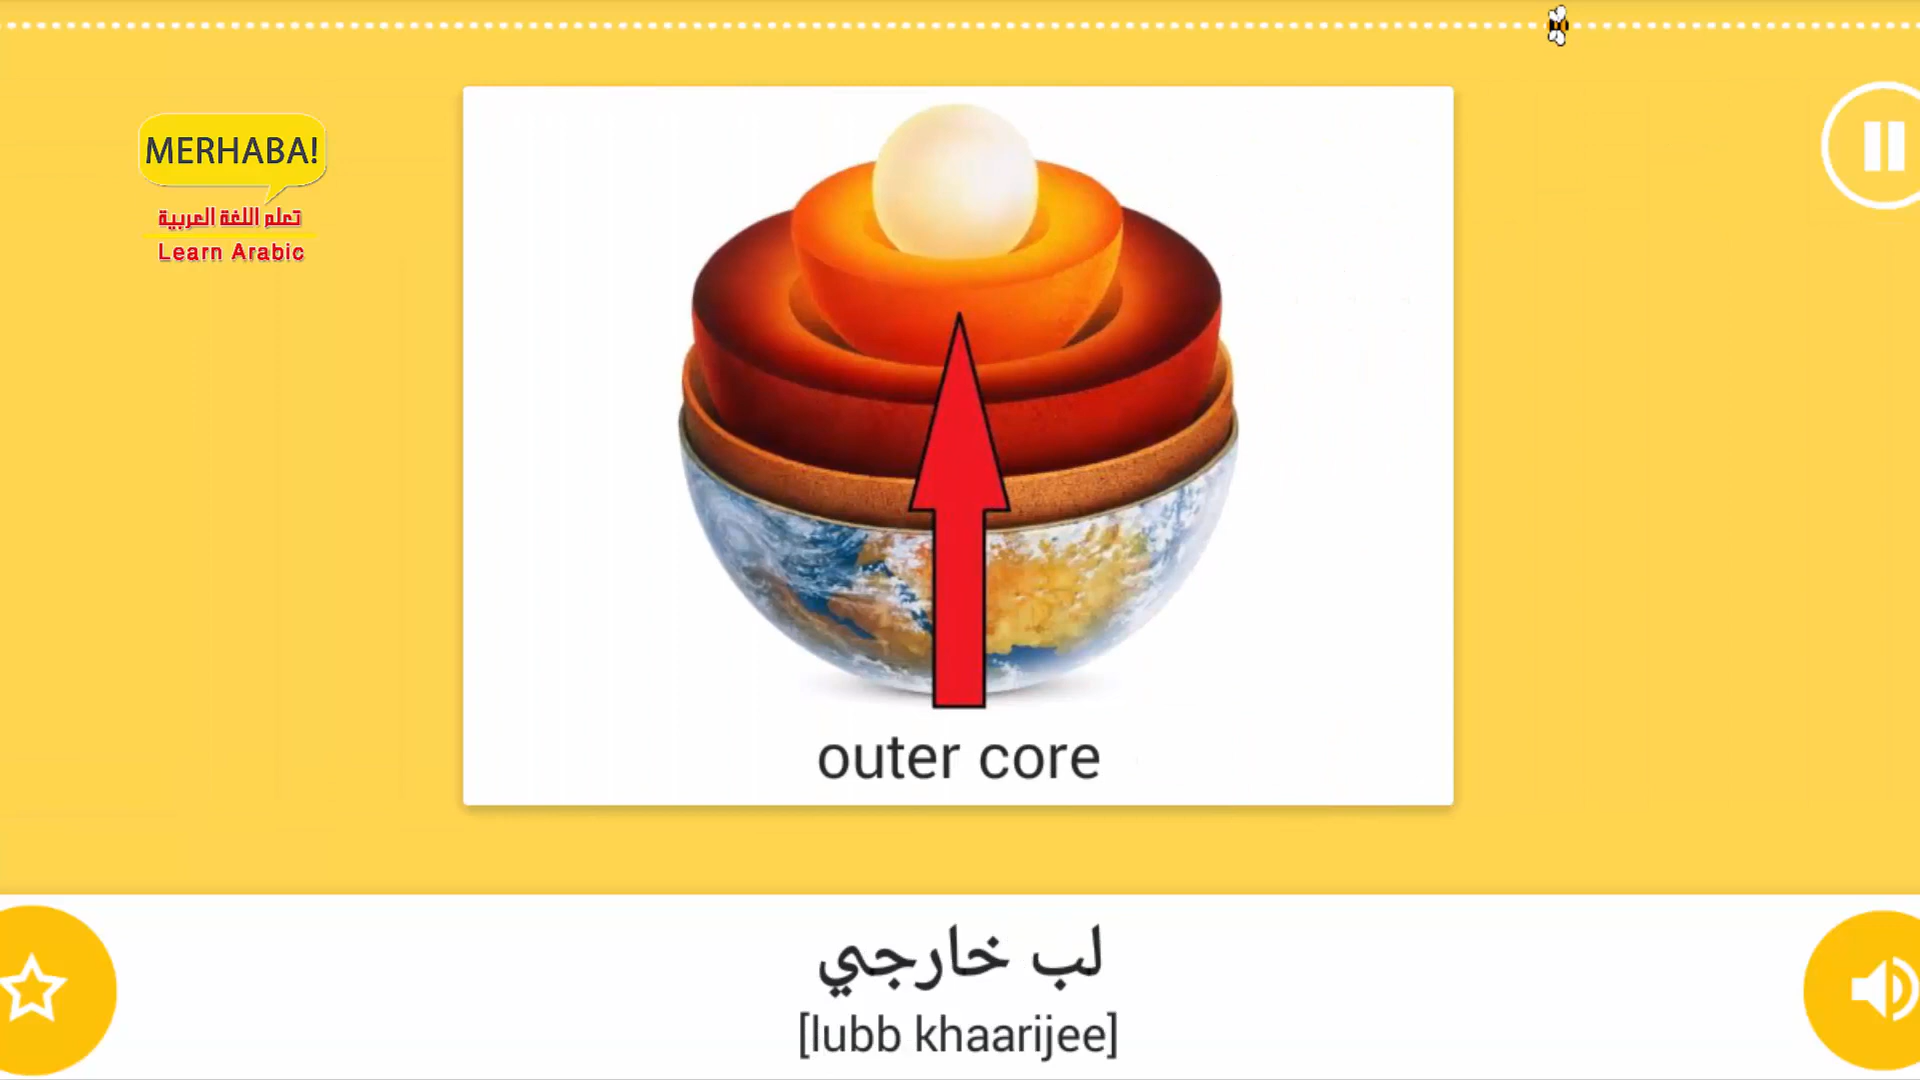 MERHABA!
تعلم اللغة العربية
Learn Arabic
outer core
لب خارجي
[lubb khaarijee]